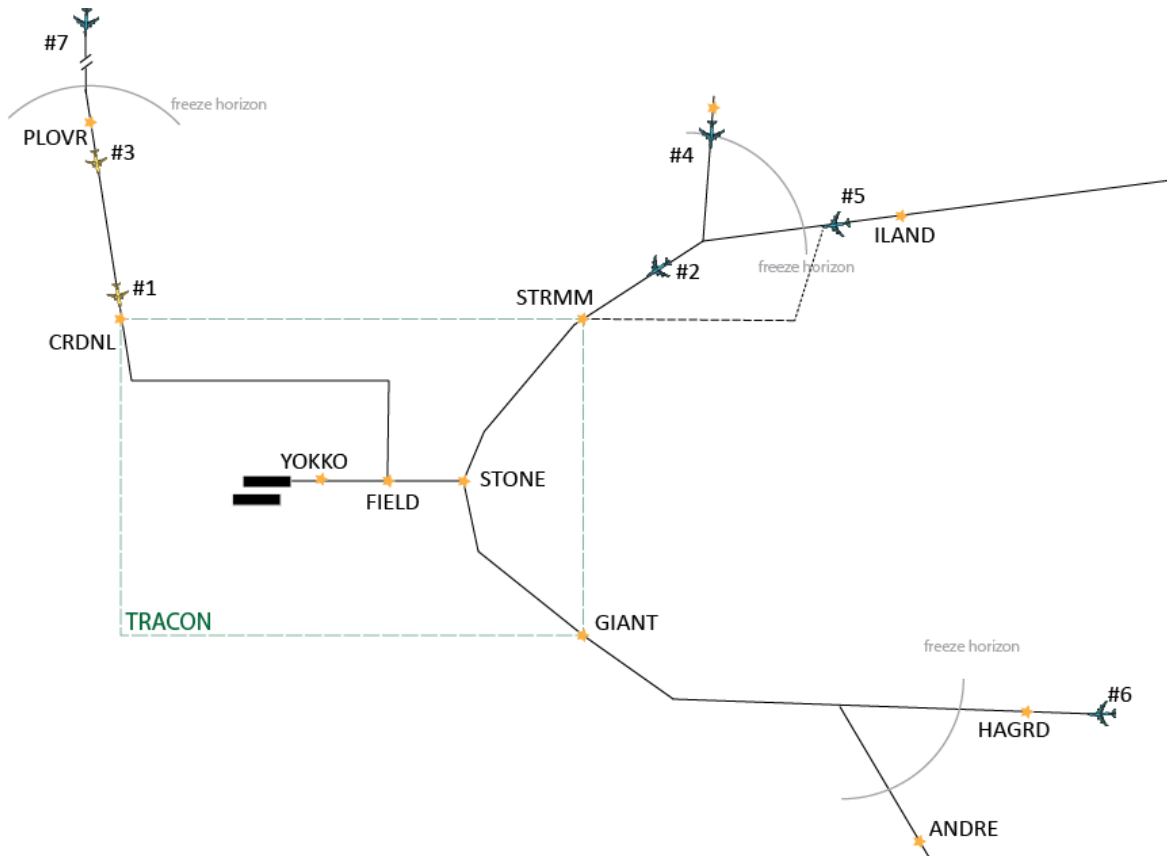 #7
freeze horizon
PLOVR
#3
#4
#5
ILAND
freeze horizon
#2
#1
STRMM
CRDNL
YOKKO
STONE
FIELD
TRACON
GIANT
freeze horizon
#6
HAGRD
ANDRE